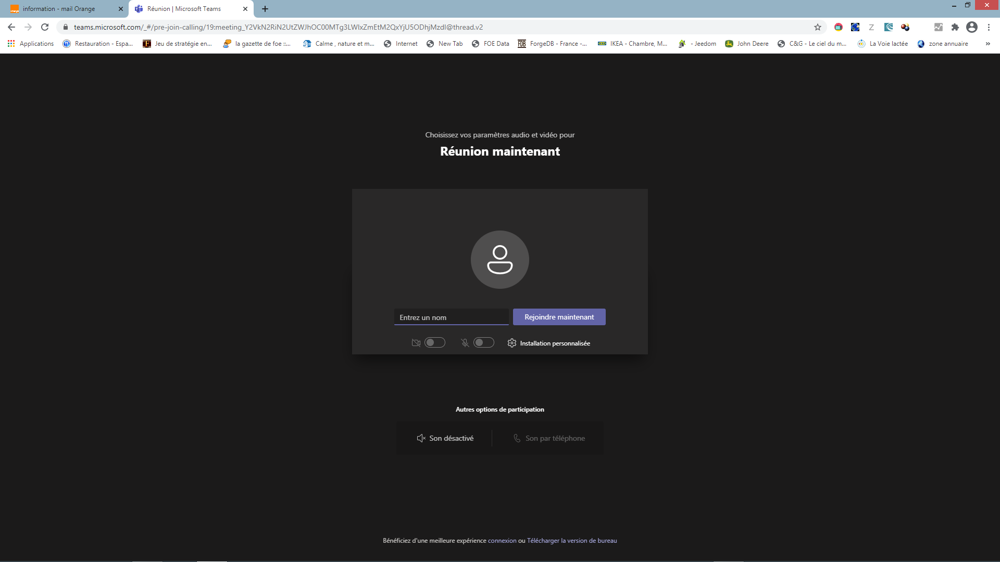 information - mail Orange
Réunion | Microsoft Teams
teams.microsoft.com/_#/pre-join-calling/19:meeting_Y2VkN2RiN2UtZWJhOC00MTg3LWIxZmEtM2QxYjU5ODhjMzdl@thread.v2
Applications Restauration - Espa... Jeu de stratégie en... la gazette de foe ::... Calme , nature et m... Internet New Tab FOE Data FDB ForgeDB - France -... IKEA IKEA - Chambre, M... - Jeedom John Deere C&G - Le ciel du m... La Voie lactée zone annuaire »
Choisissez vos paramètres audio et vidéo pour
Réunion maintenant
Entrez un nom
Rejoindre maintenant
Installation personnalisée
Autres options de participation
Son désactivé
Son par téléphone
Bénéficiez d'une meilleure expérience connexion ou Télécharger la version de bureau